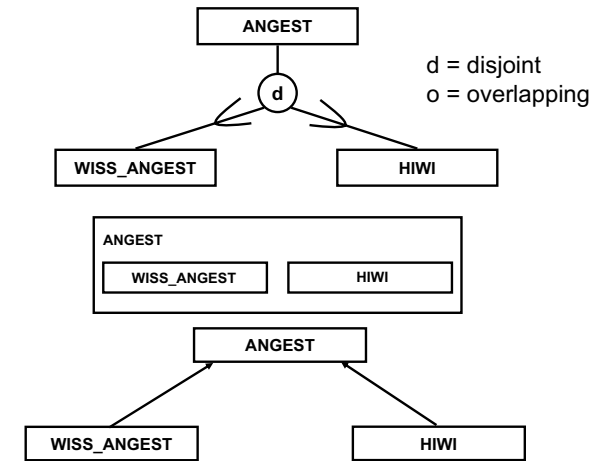 ANGEST
d = disjoint
o = overlapping
d
WISS_ANGEST
HIWI
ANGEST
WISS_ANGEST
HIWI
ANGEST
WISS_ANGEST
HIWI